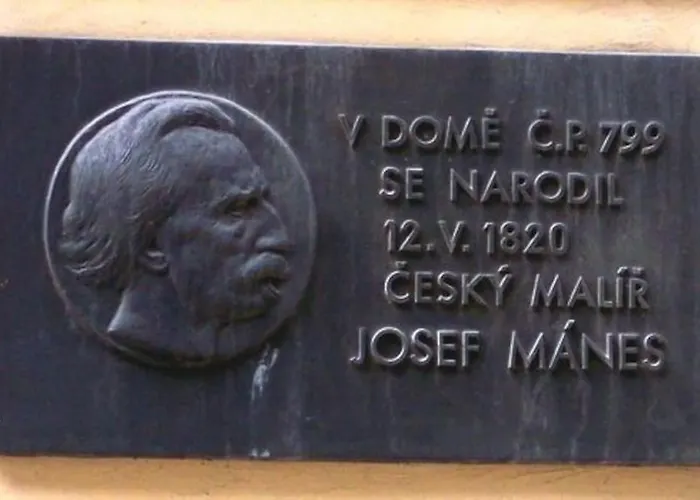 V DOMĚ Č.P. 799
SE NARODIL
12. V. 1820
ČESKÝ MALÍŘ
JOSEF MÁNES